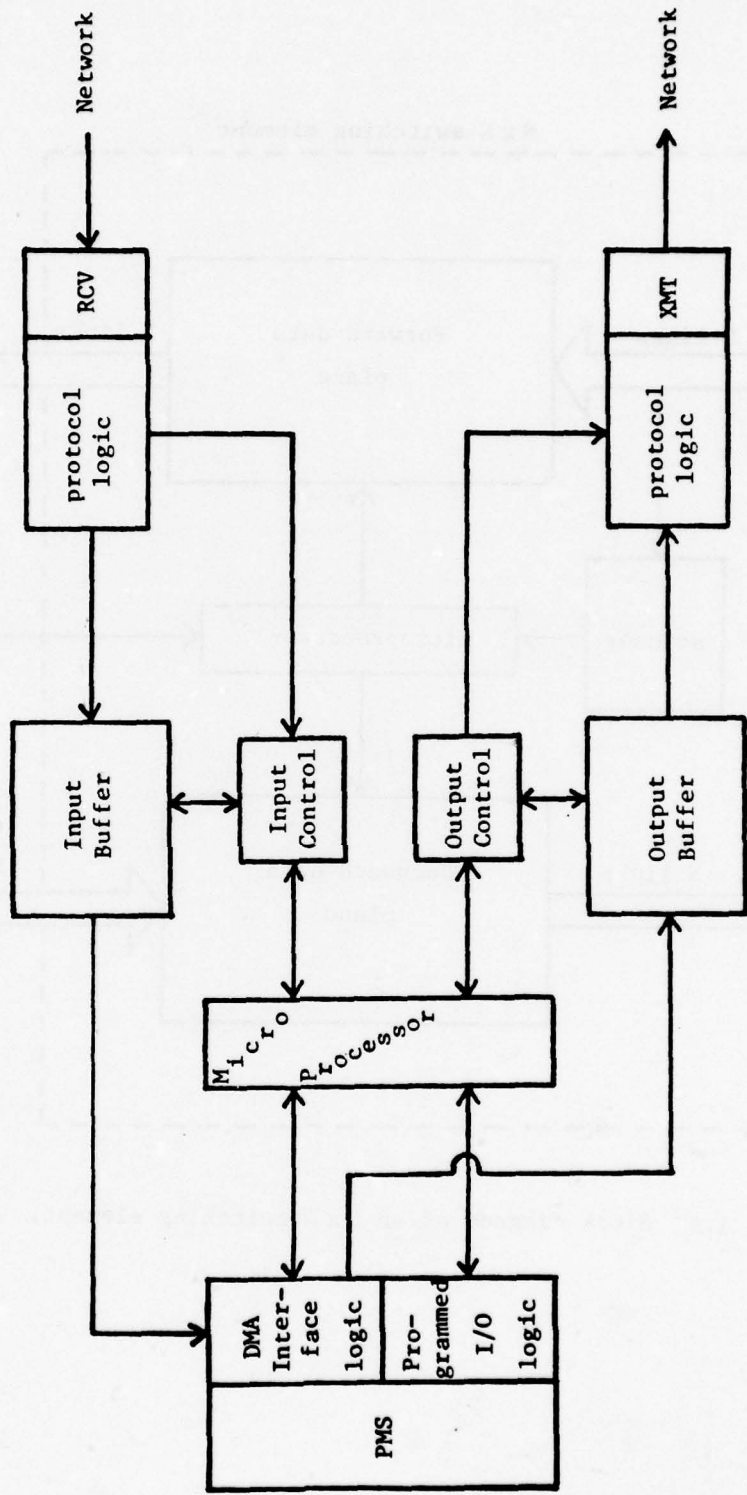 PMS
DMA
Inter-
face
logic
Pro-
grammed
I/O
logic
Micro
Processor
Input
Buffer
Input
Control
Output
Control
Output
Buffer
protocol
logic
RCV
Network
protocol
logic
XMT
Network